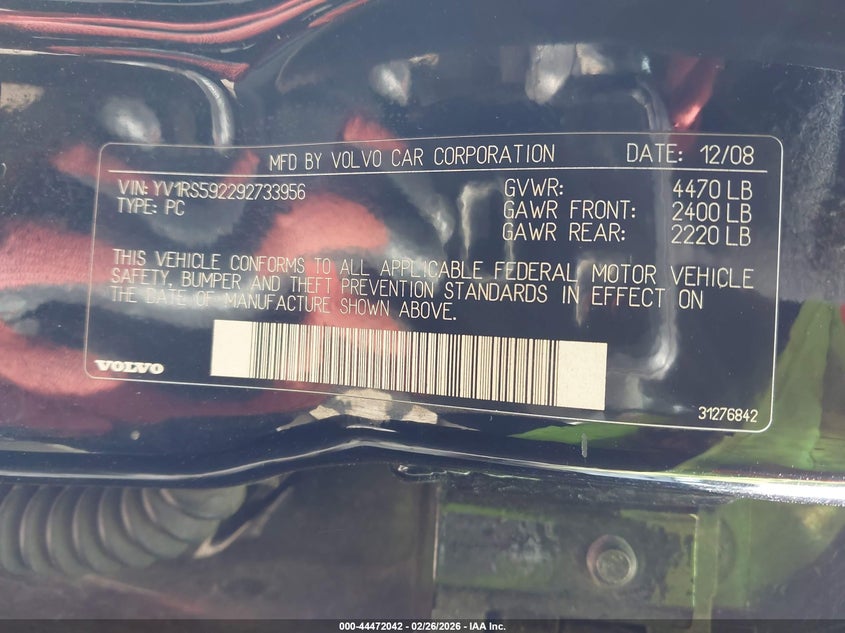 MFD BY VOLVO CAR CORPORATION DATE: 12/08
VIN: YV1RS592292733956 GVWR: 4470 LB
TYPE: PC GAWR FRONT: 2400 LB
GAWR REAR: 2220 LB
THIS VEHICLE CONFORMS TO ALL APPLICABLE FEDERAL MOTOR VEHICLE
SAFETY, BUMPER AND THEFT PREVENTION STANDARDS IN EFFECT ON
THE DATE OF MANUFACTURE SHOWN ABOVE.
VOLVO
31276842
000-44472042 / 02/26/2026 - IAA Inc.